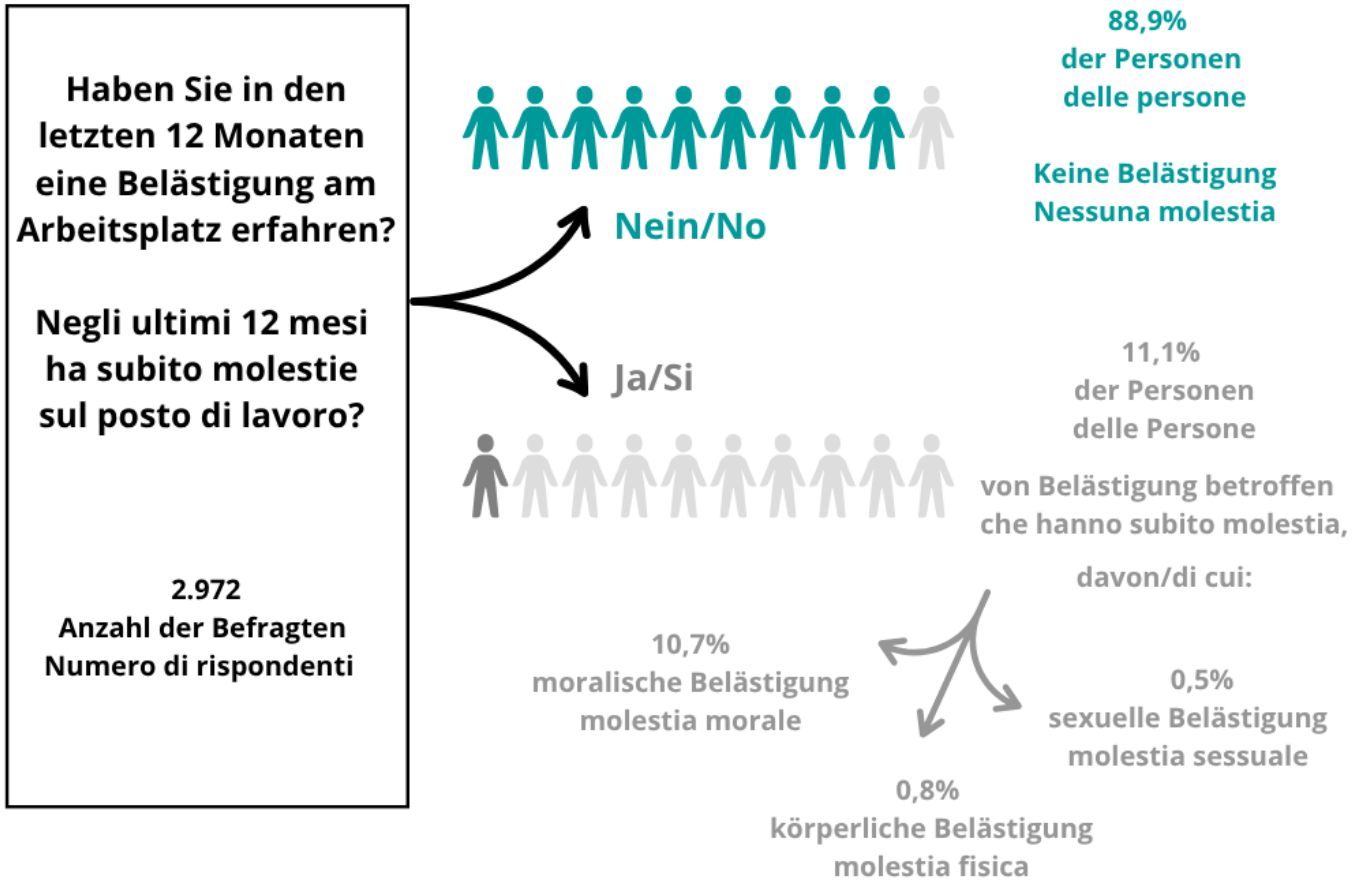 Haben Sie in den
letzten 12 Monaten
eine Belästigung am
Arbeitsplatz erfahren?
Negli ultimi 12 mesi
ha subito molestie
sul posto di lavoro?
2.972
Anzahl der Befragten
Numero di rispondenti
Nein/No
88,9%
der Personen
delle persone
Keine Belästigung
Nessuna molestia
Ja/Si
11,1%
der Personen
delle Persone
von Belästigung betroffen
che hanno subito molestia,
davon/di cui:
10,7%
moralische Belästigung
molestia morale
0,8%
körperliche Belästigung
molestia fisica
0,5%
sexuelle Belästigung
molestia sessuale